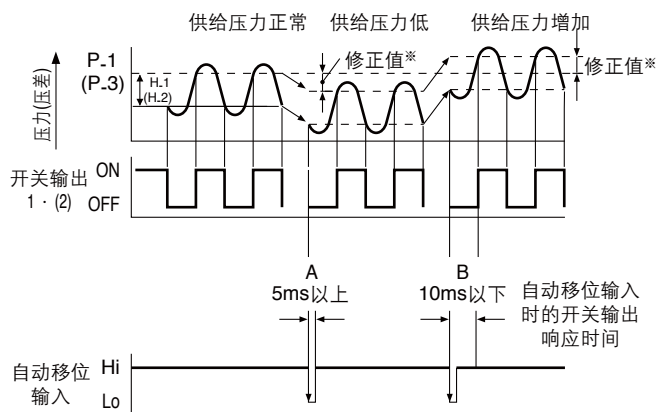 供给压力正常 供给压力低 供给压力增加
P-1
(P-3)
H-1
(H-2)
修正值※
修正值※
压力(压差)
开关输出
1·(2)
ON
OFF
A
5ms以上
B
10ms以下
自动移位输入
时的开关输出
响应时间
自动移位
输入
Hi
Lo